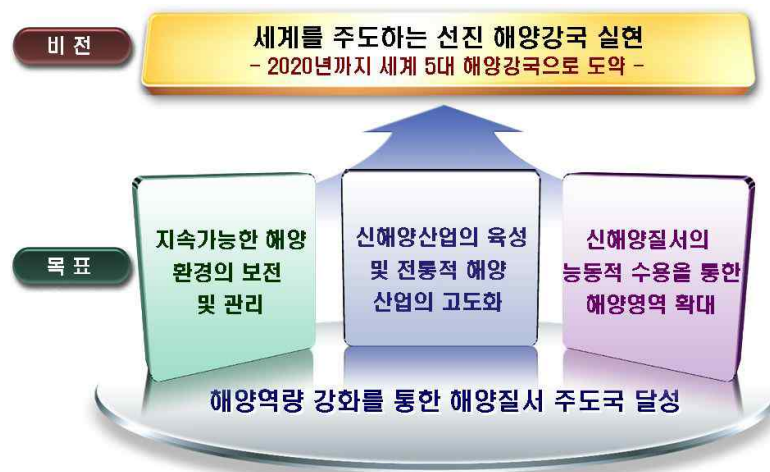 비 전
세계를 주도하는 선진 해양강국 실현
- 2020년까지 세계 5대 해양강국으로 도약 -
목 표
지속가능한 해양
환경의 보전
및 관리
신해양산업의 육성
및 전통적 해양
산업의 고도화
신해양질서의
능동적 수용을 통한
해양영역 확대
해양역량 강화를 통한 해양질서 주도국 달성